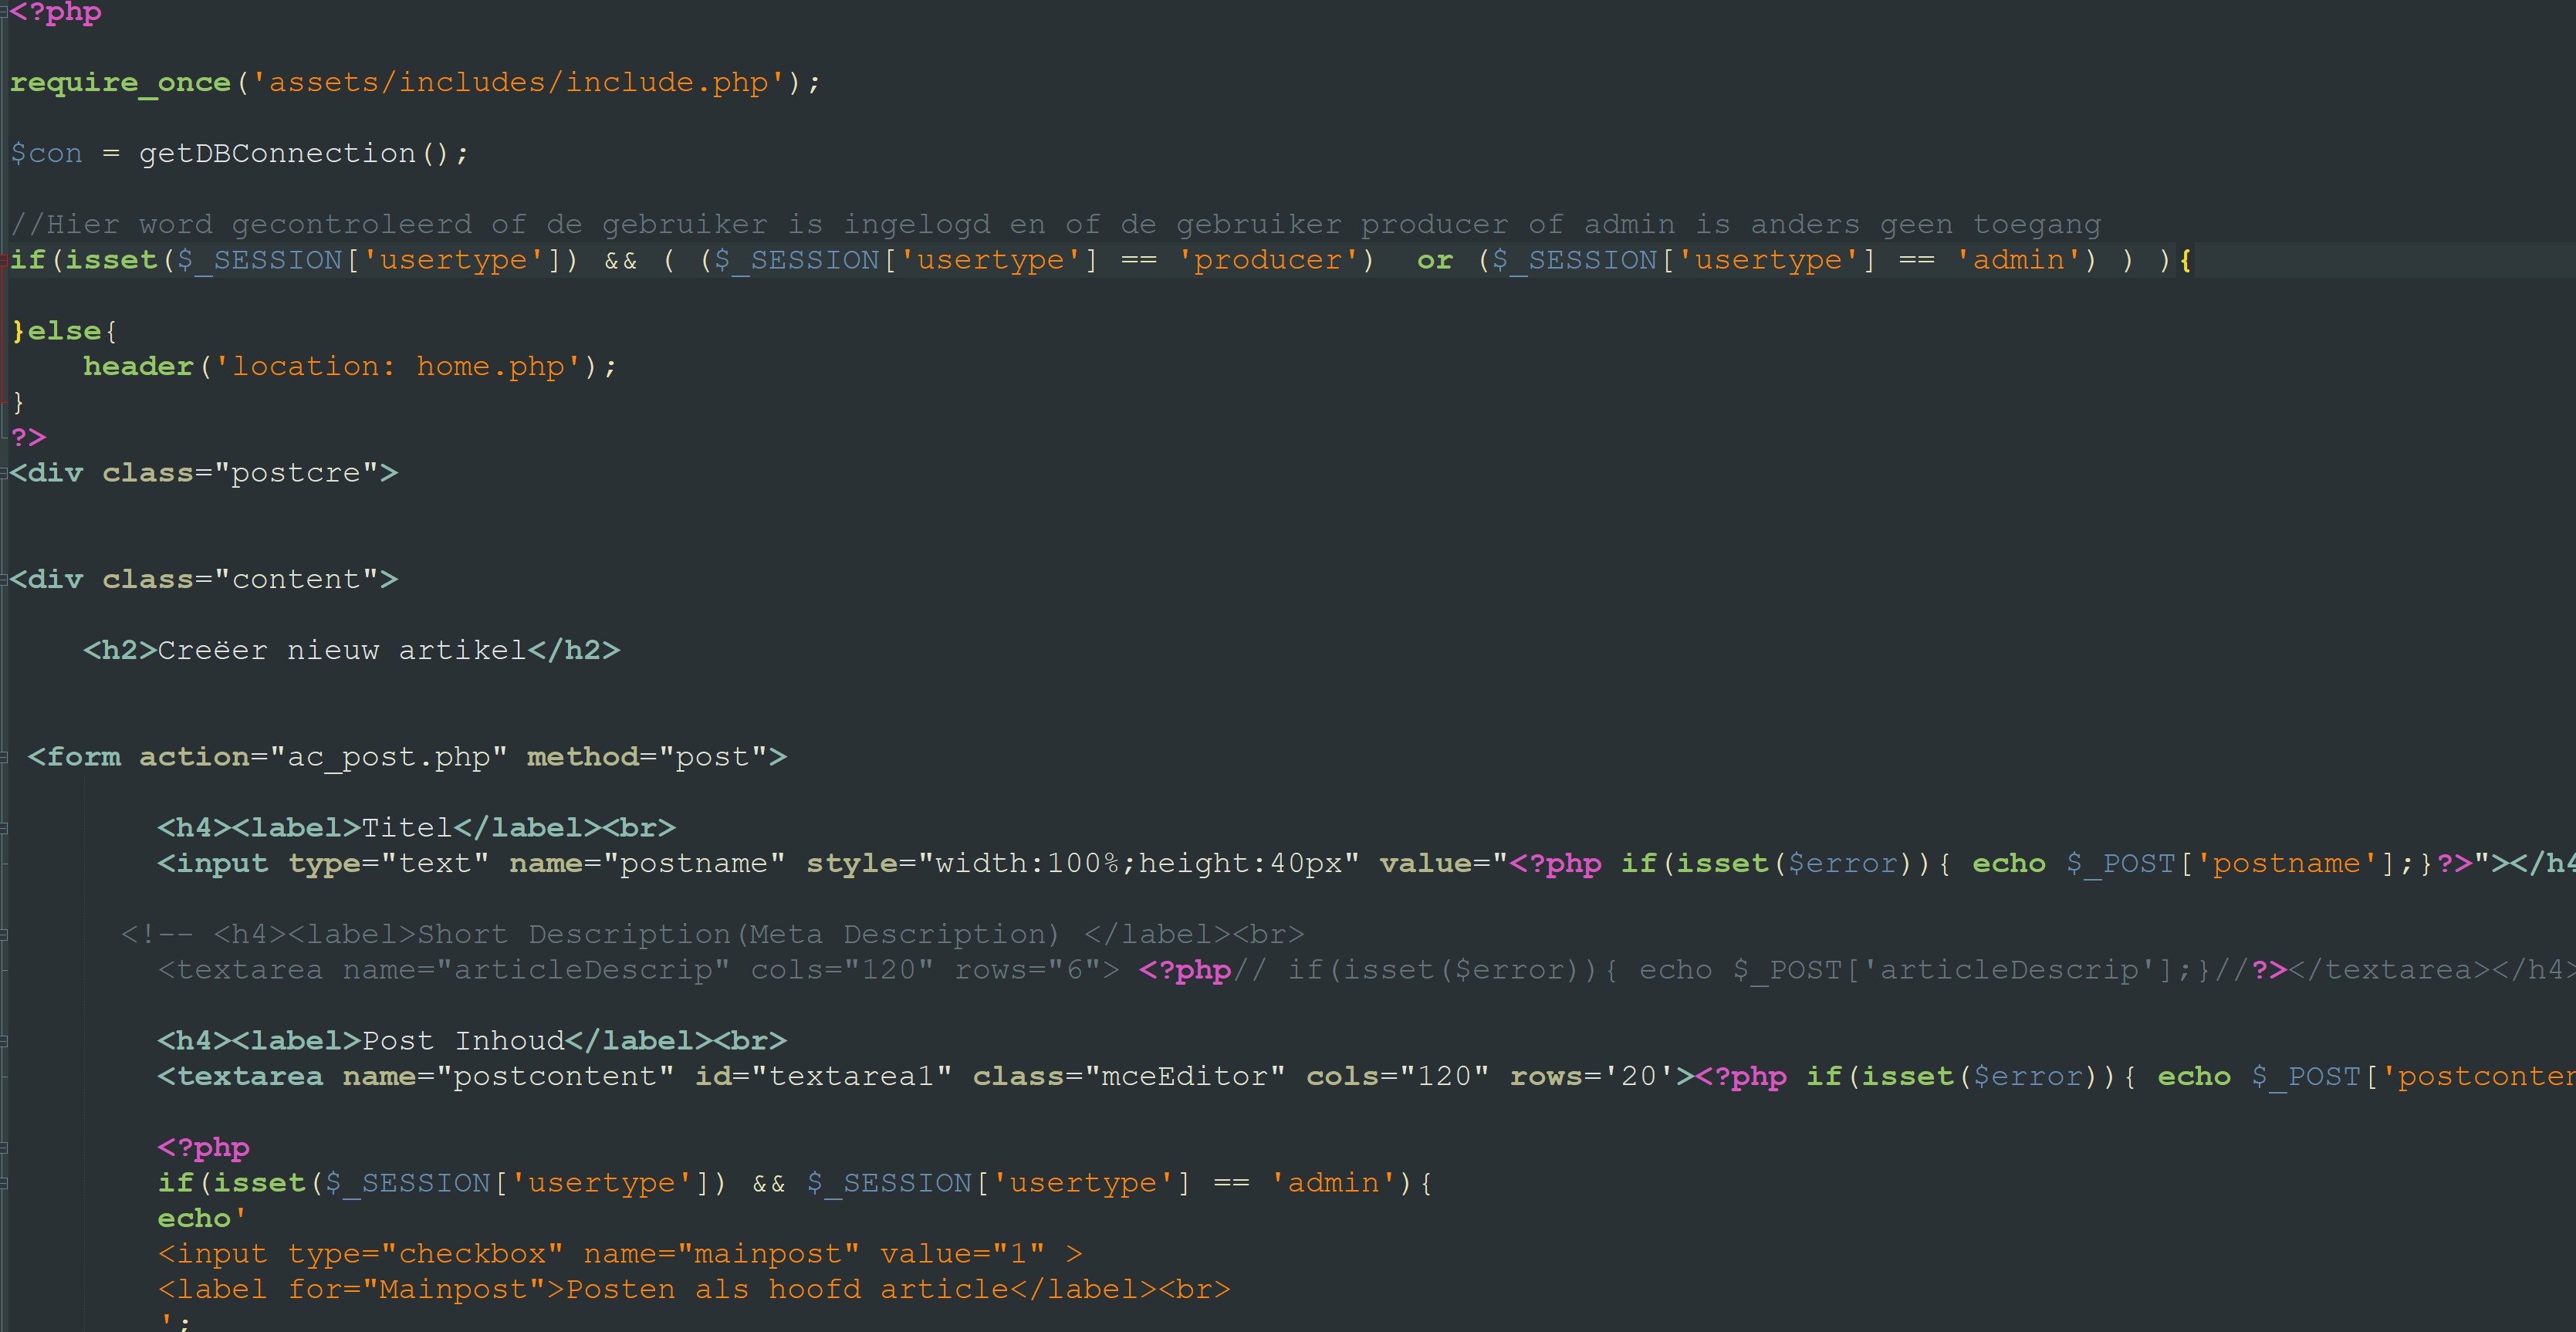 <?php
require_once('assets/includes/include.php');
$con = getDBConnection();
//Hier word gecontroleerd of de gebruiker is ingelogd en of de gebruiker producer of admin is anders geen toegang
if(isset($_SESSION['usertype']) && ( ($_SESSION['usertype'] == 'producer')  or ($_SESSION['usertype'] == 'admin') ) ){
}else{
    header('location: home.php');
}
?>
<div class="postcre">
<div class="content">
    <h2>Creëer nieuw artikel</h2>
 <form action="ac_post.php" method="post">
        <h4><label>Titel</label><br>
        <input type="text" name="postname" style="width:100%;height:40px" value="<?php if(isset($error)){ echo $_POST['postname'];}?>"></h4
      <!-- <h4><label>Short Description(Meta Description) </label><br>
        <textarea name="articleDescrip" cols="120" rows="6"> <?php// if(isset($error)){ echo $_POST['articleDescrip'];}//?></textarea></h4>
        <h4><label>Post Inhoud</label><br>
        <textarea name="postcontent" id="textarea1" class="mceEditor" cols="120" rows='20'><?php if(isset($error)){ echo $_POST['postconten
        <?php
        if(isset($_SESSION['usertype']) && $_SESSION['usertype'] == 'admin'){
        echo'
        <input type="checkbox" name="mainpost" value="1" >
        <label for="Mainpost">Posten als hoofd article</label><br>
        ';